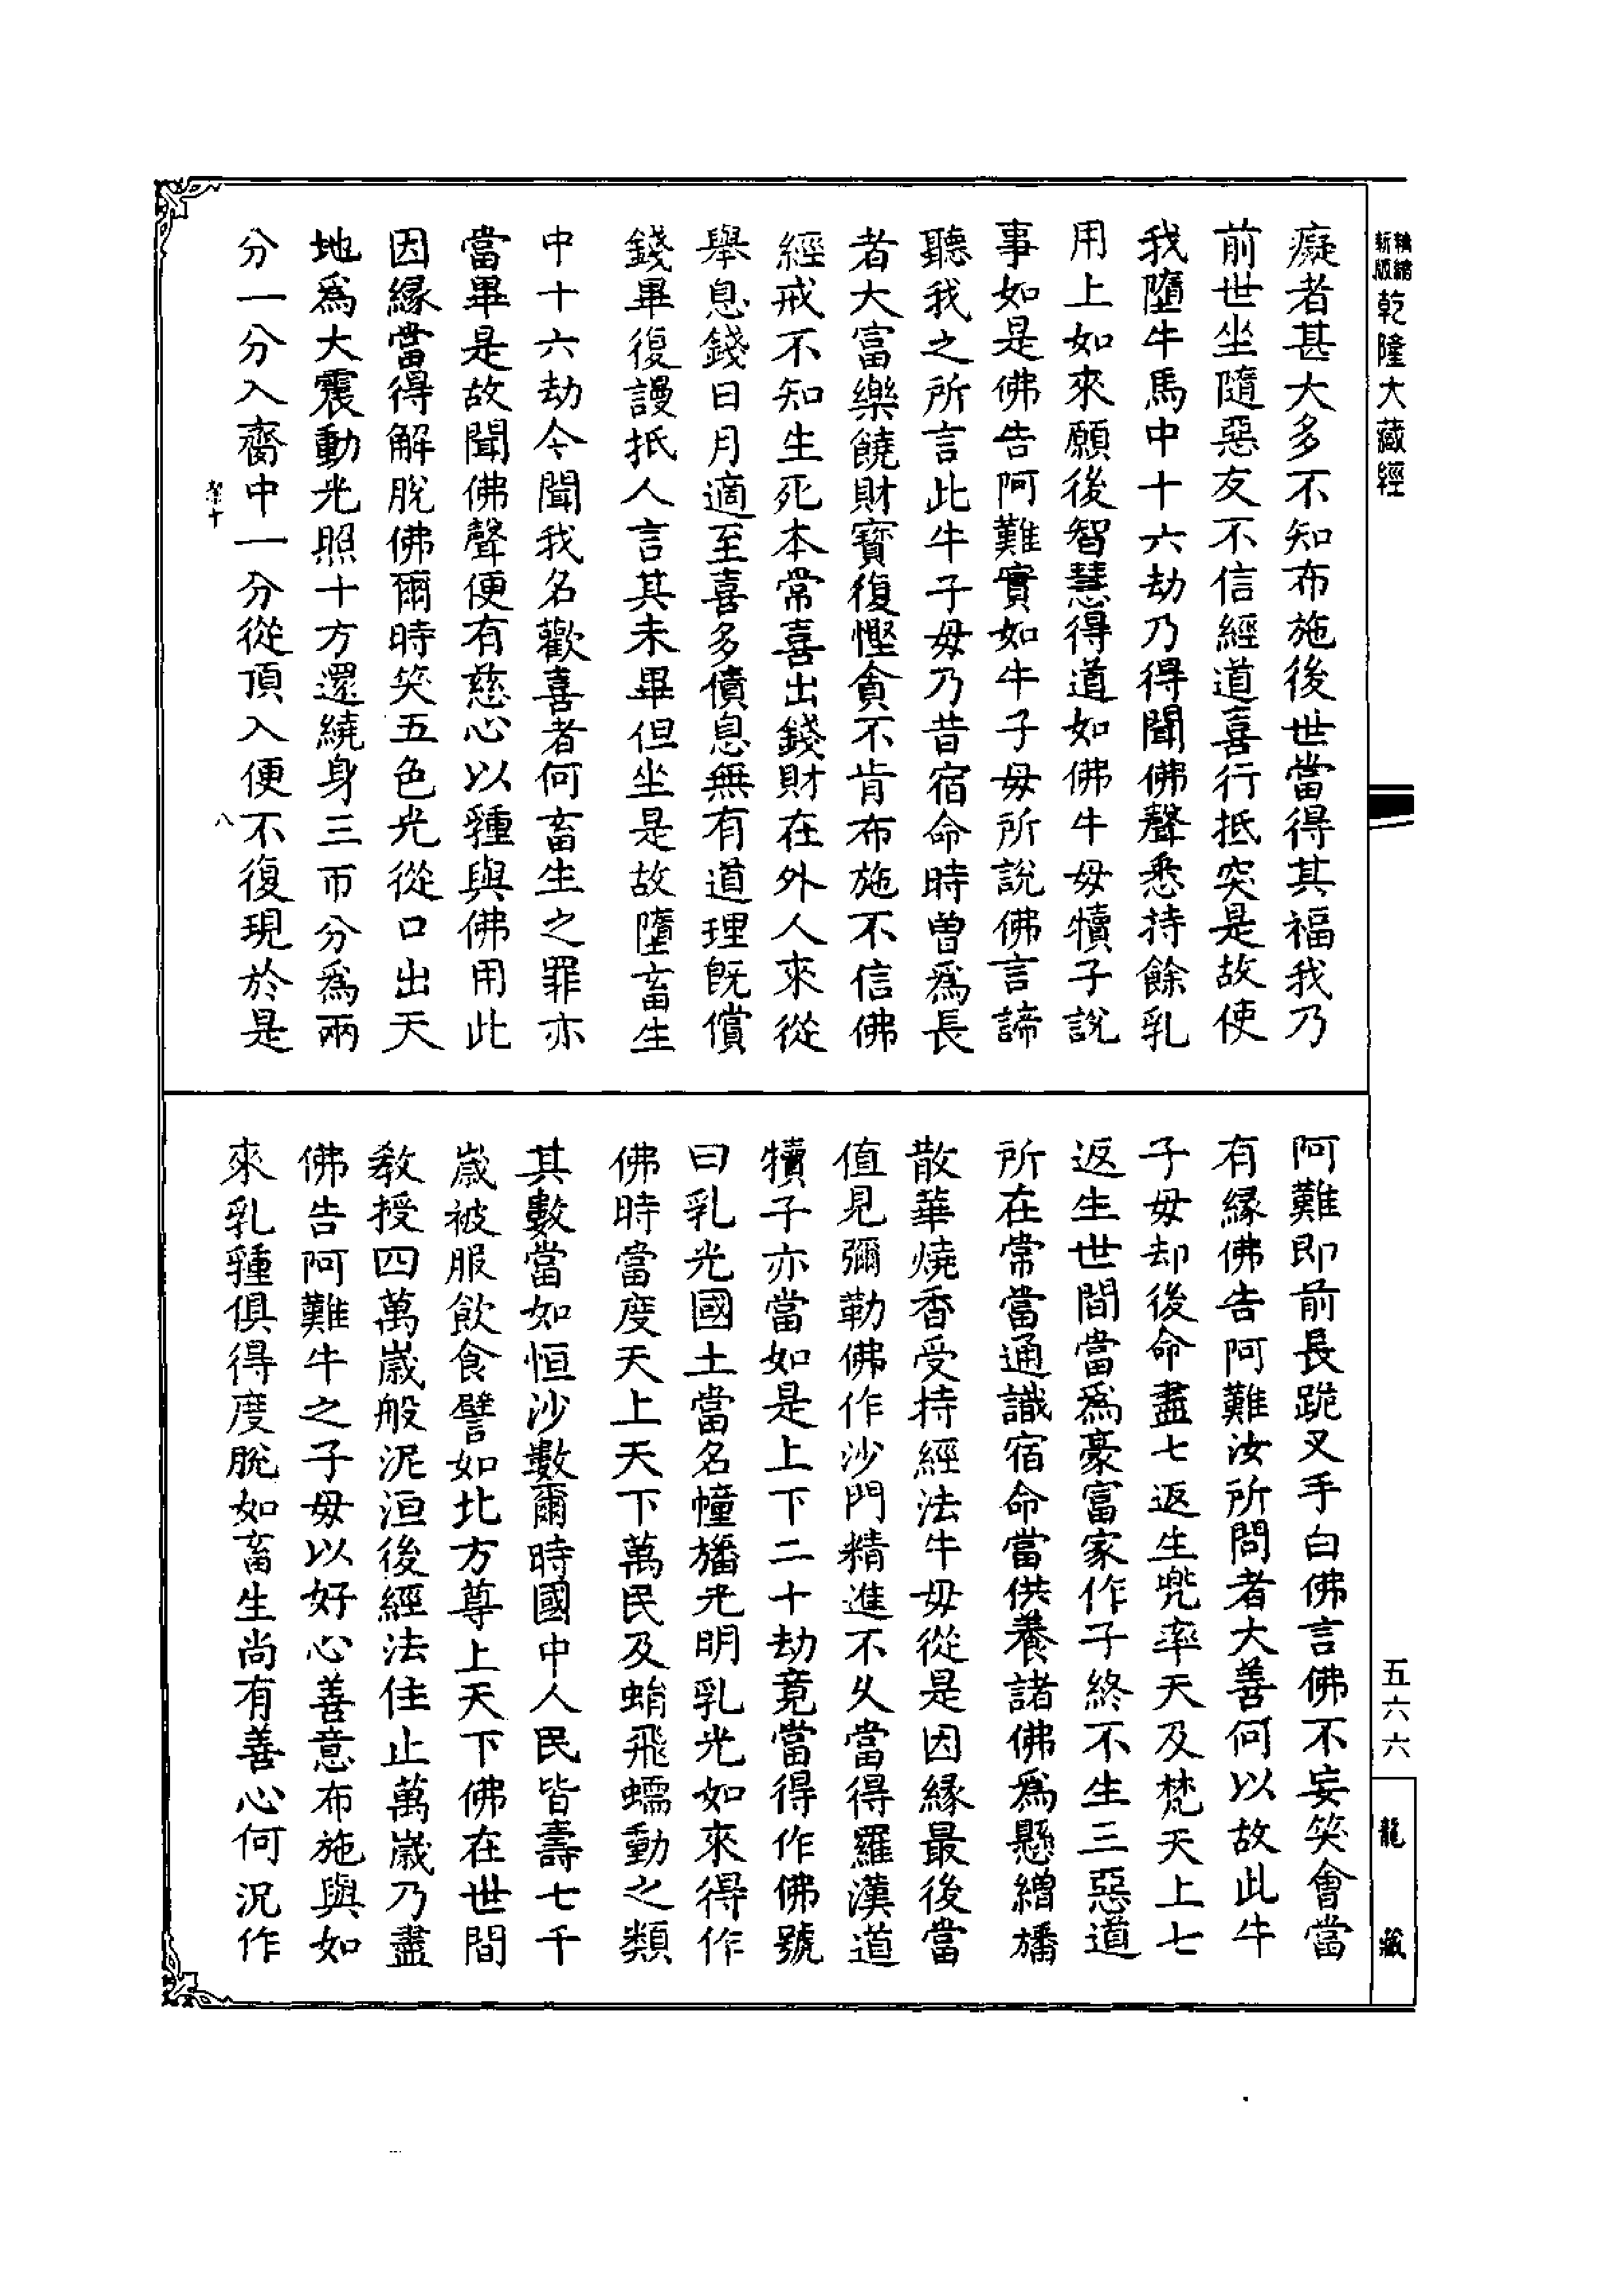 新編縮版乾隆大藏經
癡者甚大多不知布施後世當得其福我乃
前世坐隨惡友不信經道喜行抵突是故使
我墮牛馬中十六劫乃得聞佛聲悉持餘乳
用上如來願後智慧得道如佛牛母犢子說
事如是佛告阿難實如牛子母所說佛言諦
聽我之所言此牛子母乃昔宿命時曾為長
者大富樂饒財寶復慳貪不肯布施不信佛
經戒不知生死本常喜出錢財在外人來從
舉息錢日月適至喜多債息無有道理既償
錢畢復謾抵人言其未畢但坐是故墮畜生
中十六劫今聞我名歡喜者何畜生之罪亦
當畢是故聞佛聲便有慈心以䅜與佛用此
因緣當得解脫佛爾時笑五色光從口出天
地為大震動光照十方還繞身三帀分為兩
分一分入齎中一分從頂入便不復現於是
八
阿難即前長跪叉手白佛言佛不妄笑會當
有緣佛告阿難汝所問者大善何以故此牛
子母却後命盡七返生兜率天及梵天上七
返生世間當為豪富家作子終不生三惡道
所在常當通識宿命當供養諸佛為懸繒旛
散華燒香受持經法牛母從是因緣最後當
值見彌勒佛作沙門精進不久當得羅漢道
犢子亦當如是上下二十劫竟當得作佛號
曰乳光國土當名幢旛光明乳光如來得作
佛時當度天上天下萬民及蜎飛蠕動之類
其數當如恒沙數爾時國中人民皆壽七千
歲被服飲食譬如北方尊上天下佛在世間
教授四萬歲般泥洹後經法住止萬歲乃盡
佛告阿難牛之子母以好心善意布施與如
來乳䅜俱得度脫如畜生尚有善心何況作
五六六
龍藏